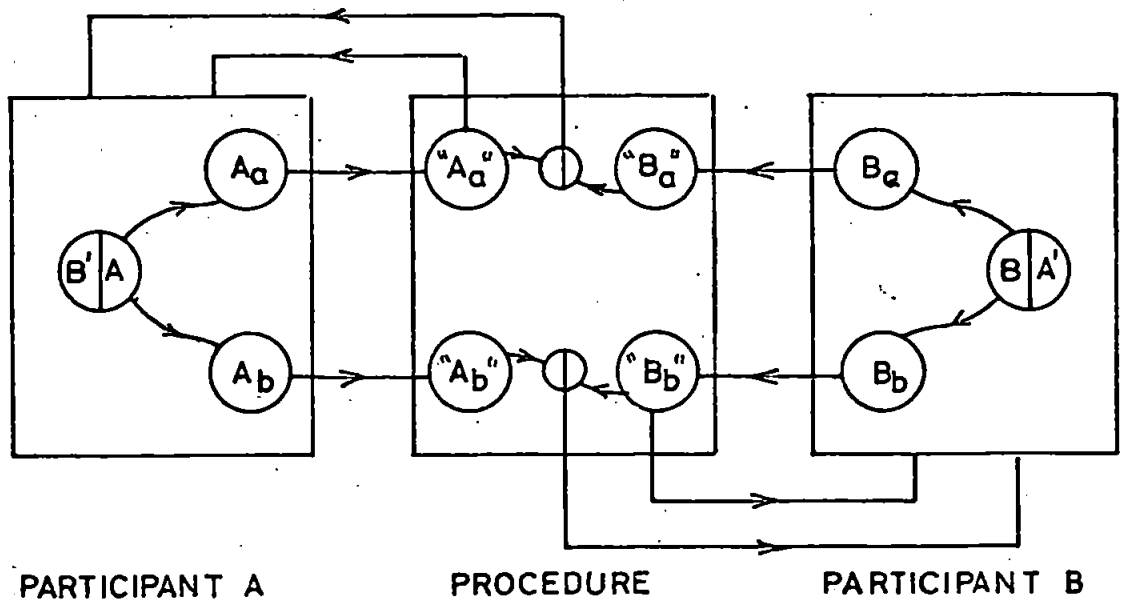 Aa "Aa" "Ba" Ba
B' A B A'
Ab "Ab" "Bb" Bb
PARTICIPANT A PROCEDURE PARTICIPANT B